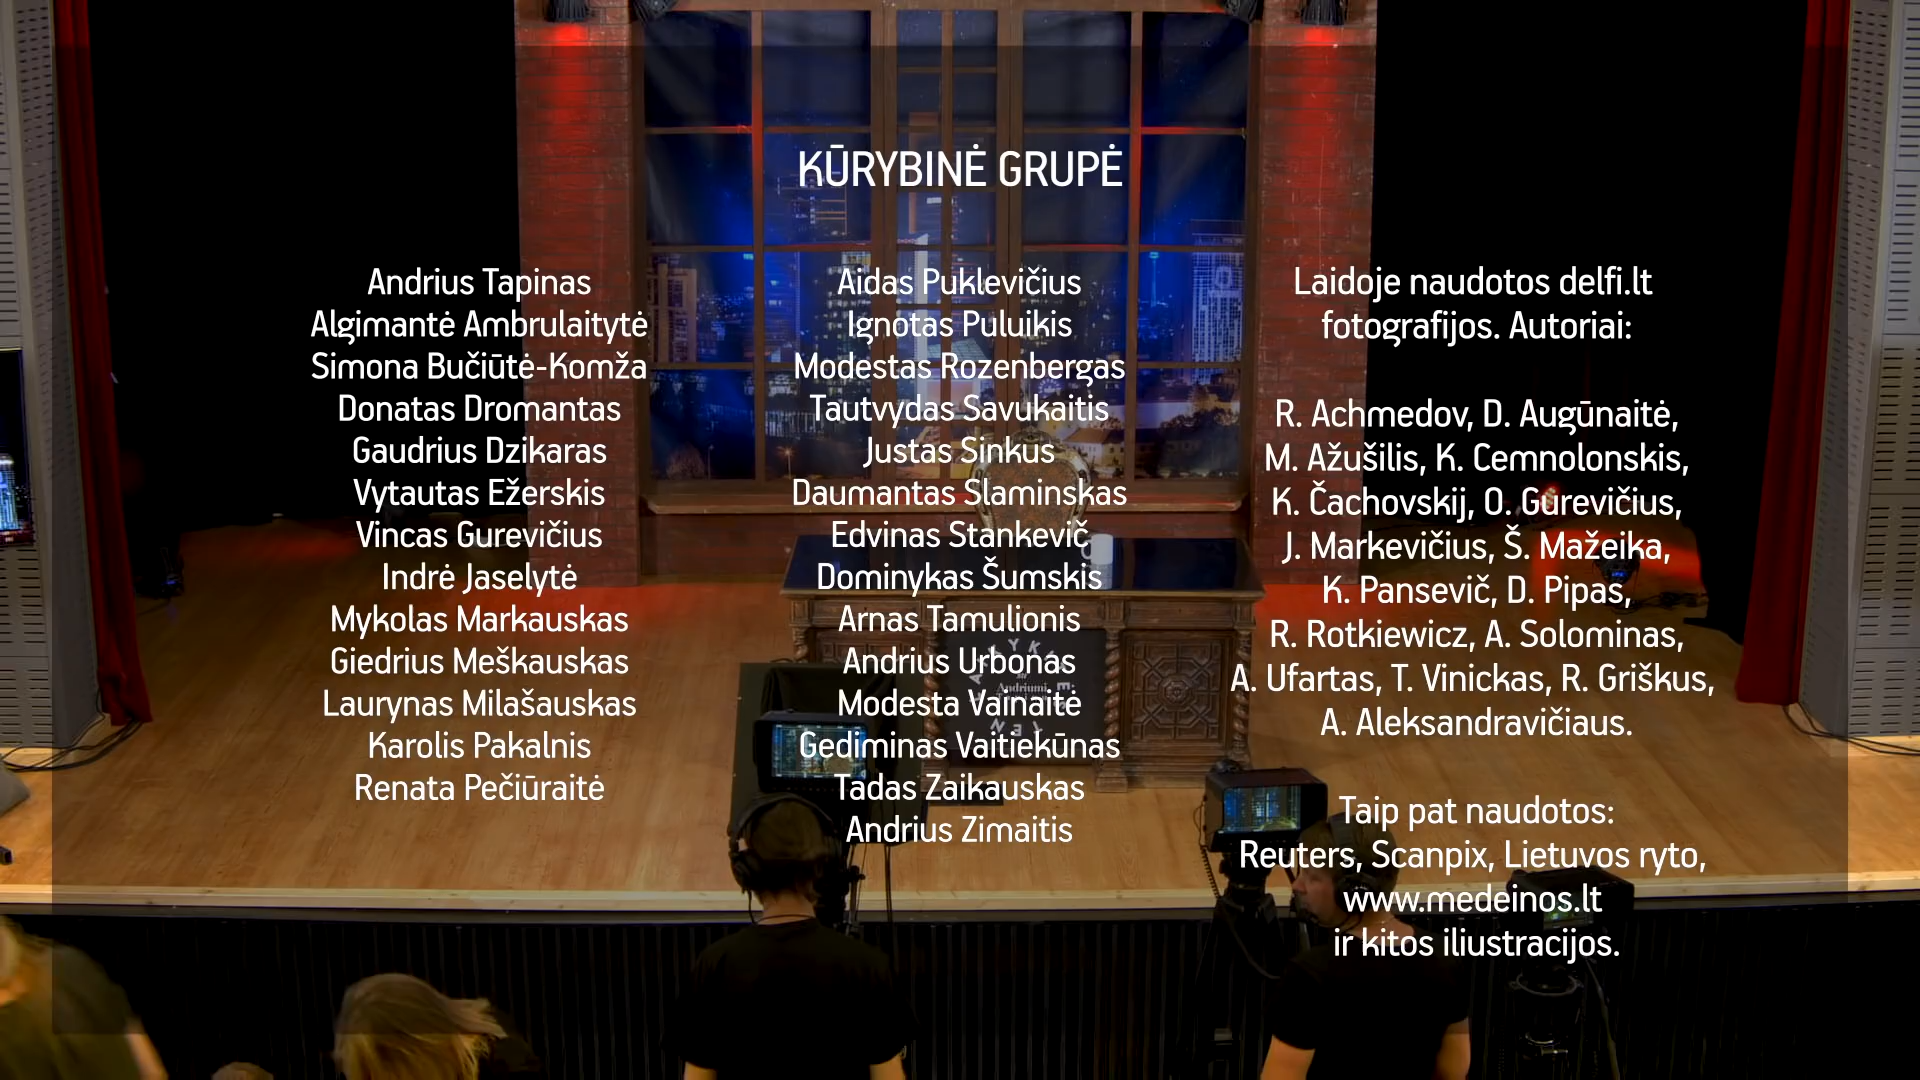 KŪRYBINĖ GRUPĖ
Andrius Tapinas
Algimantė Ambrulaitytė
Simona Bučiūtė-Komža
Donatas Dromantas
Gaudrius Dzikaras
Vytautas Ežerskis
Vincas Gurevičius
Indrė Jaselytė
Mykolas Markauskas
Giedrius Meškauskas
Laurynas Milašauskas
Karolis Pakalnis
Renata Pečiūraitė
Aidas Puklevičius
Ignotas Puluikis
Modestas Rozenbergas
Tautvydas Savukaitis
Justas Sinkus
Daumantas Slaminskas
Edvinas Stankevič
Dominykas Šumskis
Arnas Tamulionis
Andrius Urbonas
Modesta Vainaitė
Gediminas Vaitiekūnas
Tadas Zaikauskas
Andrius Zimaitis
Laidoje naudotos delfi.lt
fotografijos. Autoriai:
R. Achmedov, D. Augūnaitė,
M. Ažušilis, K. Cemnolonskis,
K. Čachovskij, O. Gurevičius,
J. Markevičius, Š. Mažeika,
K. Pansevič, D. Pipas,
R. Rotkiewicz, A. Solominas,
A. Ufartas, T. Vinickas, R. Griškus,
A. Aleksandravičiaus.
Taip pat naudotos:
Reuters, Scanpix, Lietuvos ryto,
www.medeinos.lt
ir kitos iliustracijos.